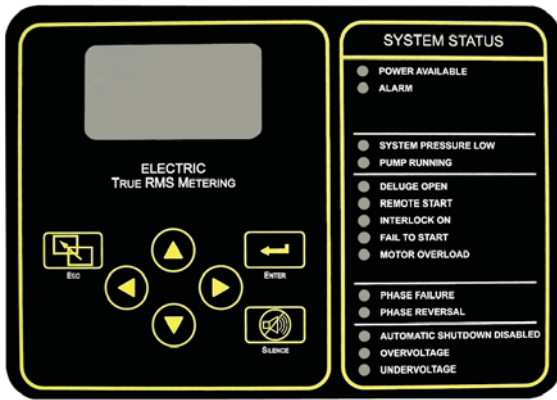 ELECTRIC
TRUE RMS METERING
ESC
ENTER
SILENCE
SYSTEM STATUS
POWER AVAILABLE
ALARM
SYSTEM PRESSURE LOW
PUMP RUNNING
DELUGE OPEN
REMOTE START
INTERLOCK ON
FAIL TO START
MOTOR OVERLOAD
PHASE FAILURE
PHASE REVERSAL
AUTOMATIC SHUTDOWN DISABLED
OVERVOLTAGE
UNDERVOLTAGE